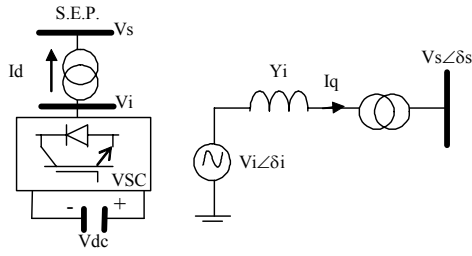 S.E.P.
Vs
Id
Vi
VSC
- +
Vdc
Yi
Iq
Vs∠δs
Vi∠δi